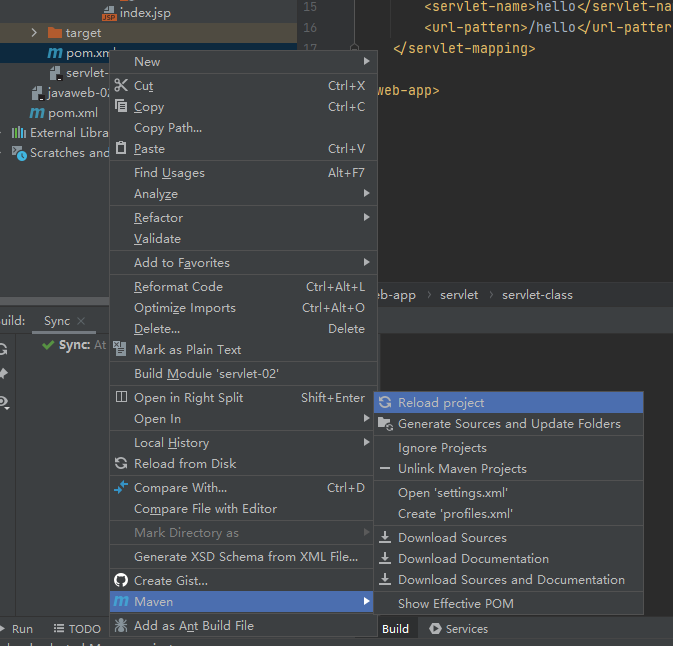 index.jsp
target
pom.xml
servlet-
javaweb-02
pom.xml
External Libra
Scratches and
15 <servlet-name>hello</servlet-na
16 <url-pattern>/hello</url-patter
17 </servlet-mapping>
web-app>
New
Cut Ctrl+X
Copy Ctrl+C
Copy Path...
Paste Ctrl+V
Find Usages Alt+F7
Analyze
Refactor
Validate
Add to Favorites
Reformat Code Ctrl+Alt+L
Optimize Imports Ctrl+Alt+O
Delete... Delete
Mark as Plain Text
Build Module 'servlet-02'
Open in Right Split Shift+Enter
Open In
Local History
Reload from Disk
Compare With... Ctrl+D
Compare File with Editor
Mark Directory as
Generate XSD Schema from XML File...
Create Gist...
Maven
Add as Ant Build File
eb-app > servlet > servlet-class
uild: Sync
Sync: At
Reload project
Generate Sources and Update Folders
Ignore Projects
Unlink Maven Projects
Open 'settings.xml'
Create 'profiles.xml'
Download Sources
Download Documentation
Download Sources and Documentation
Show Effective POM
Run TODO Build Services